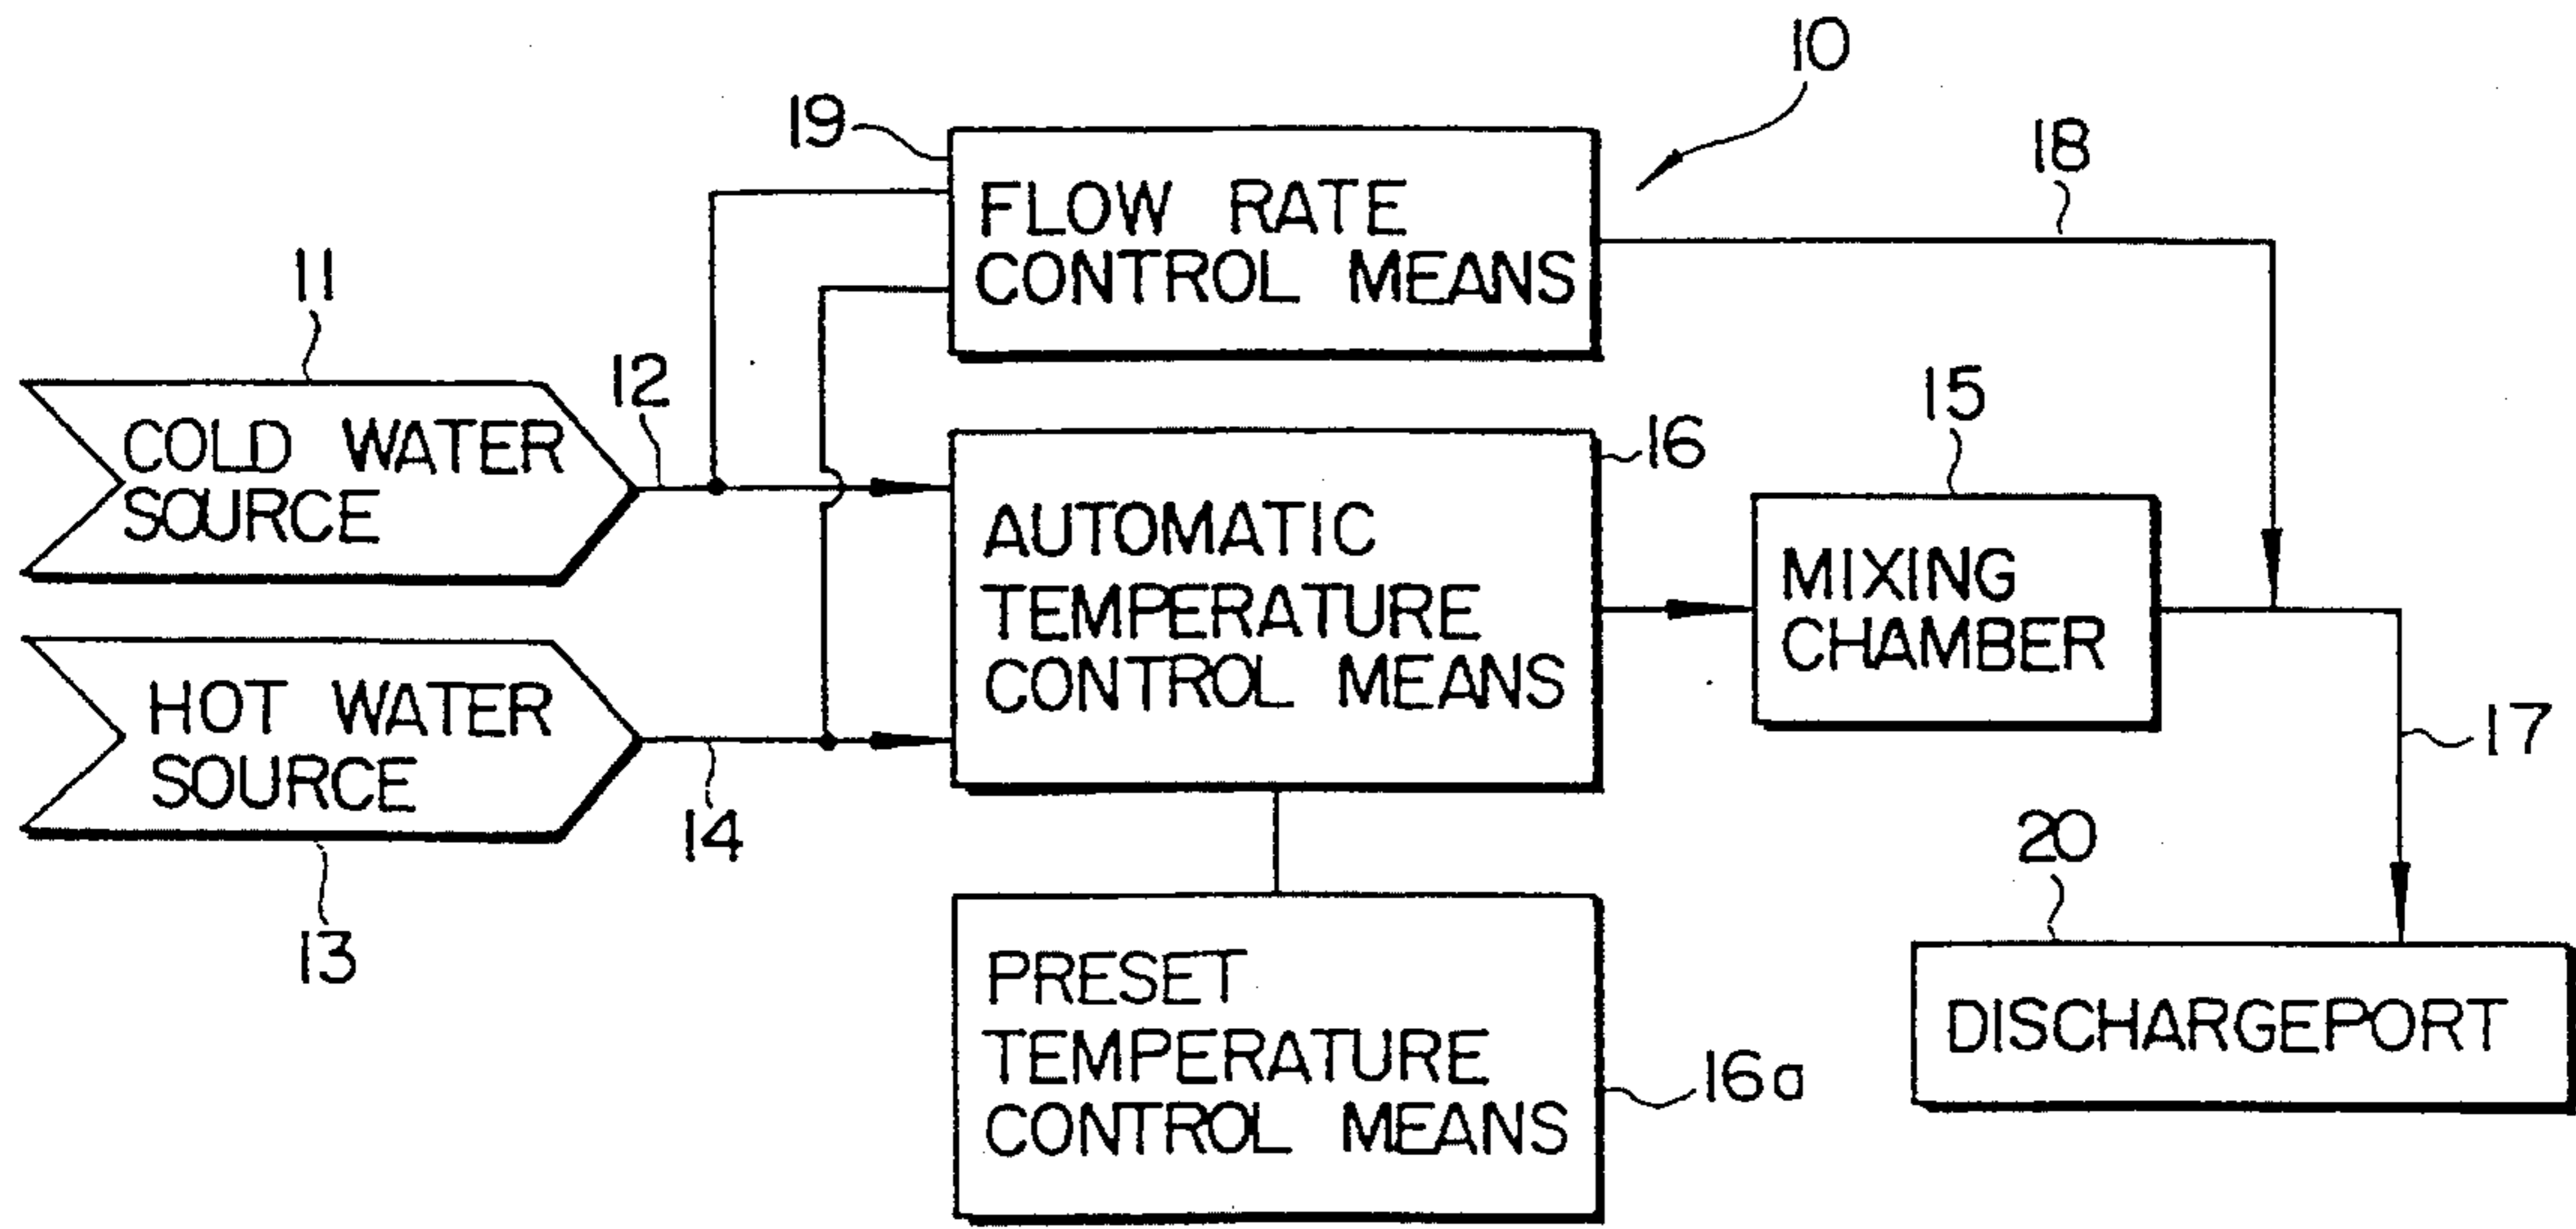 10
19
FLOW RATE
CONTROL MEANS
18
11
COLD WATER
SOURCE
12
16
AUTOMATIC
TEMPERATURE
CONTROL MEANS
15
MIXING
CHAMBER
HOT WATER
SOURCE
13
14
17
PRESET
TEMPERATURE
CONTROL MEANS
16a
20
DISCHARGEPORT